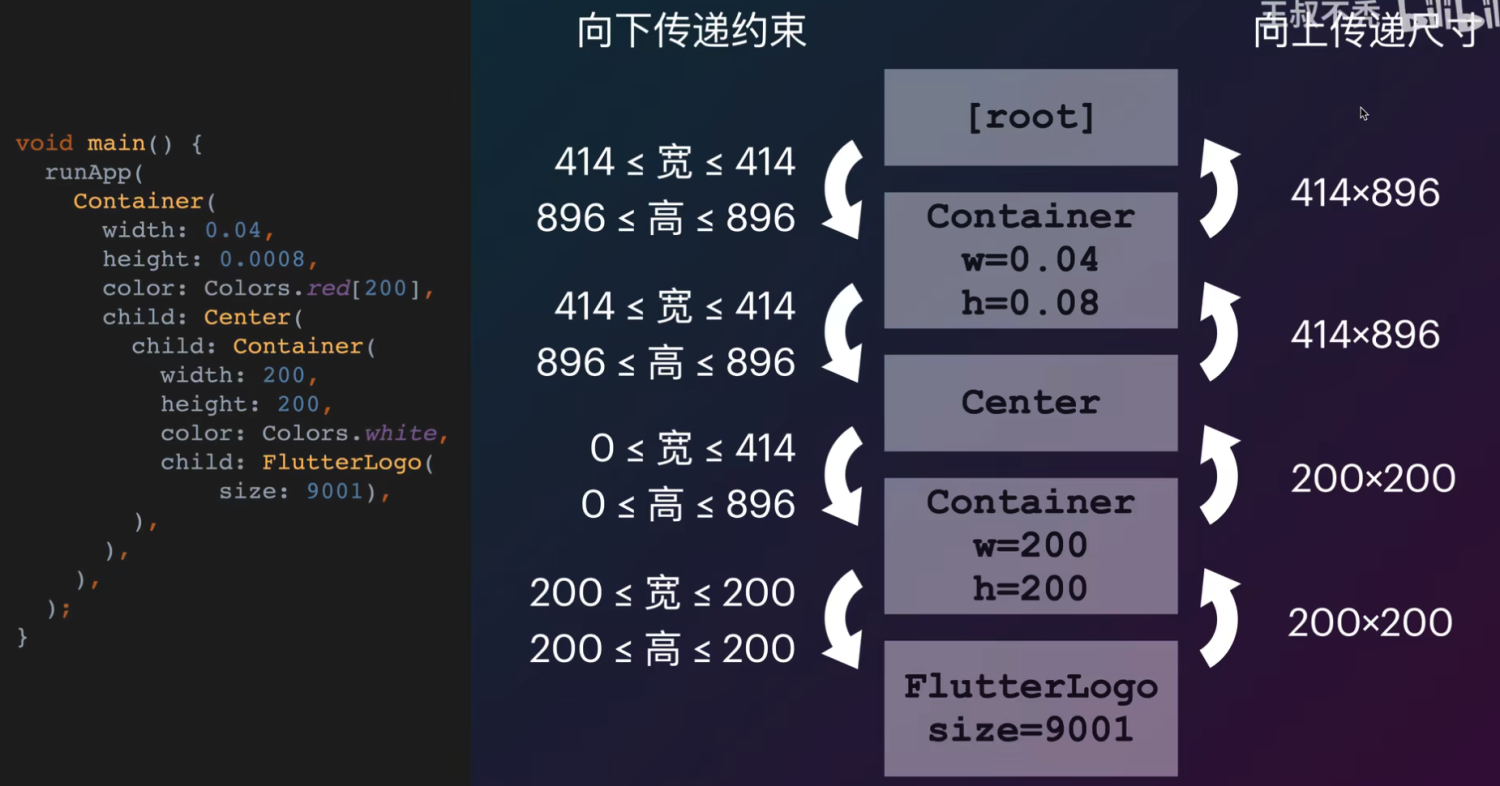 void main() {
runApp(
Container(
width: 0.04,
height: 0.0008,
color: Colors.red[200],
child: Center(
child: Container(
width: 200,
height: 200,
color: Colors.white,
child: FlutterLogo(
size: 9001),
),
),
),
);
}
向下传递约束
414 ≤ 宽 ≤ 414
896 ≤ 高 ≤ 896
414 ≤ 宽 ≤ 414
896 ≤ 高 ≤ 896
0 ≤ 宽 ≤ 414
0 ≤ 高 ≤ 896
200 ≤ 宽 ≤ 200
200 ≤ 高 ≤ 200
[root]
Container
w=0.04
h=0.08
Center
Container
w=200
h=200
FlutterLogo
size=9001
王叔不秃
向上传递尺寸
414×896
414×896
200×200
200×200